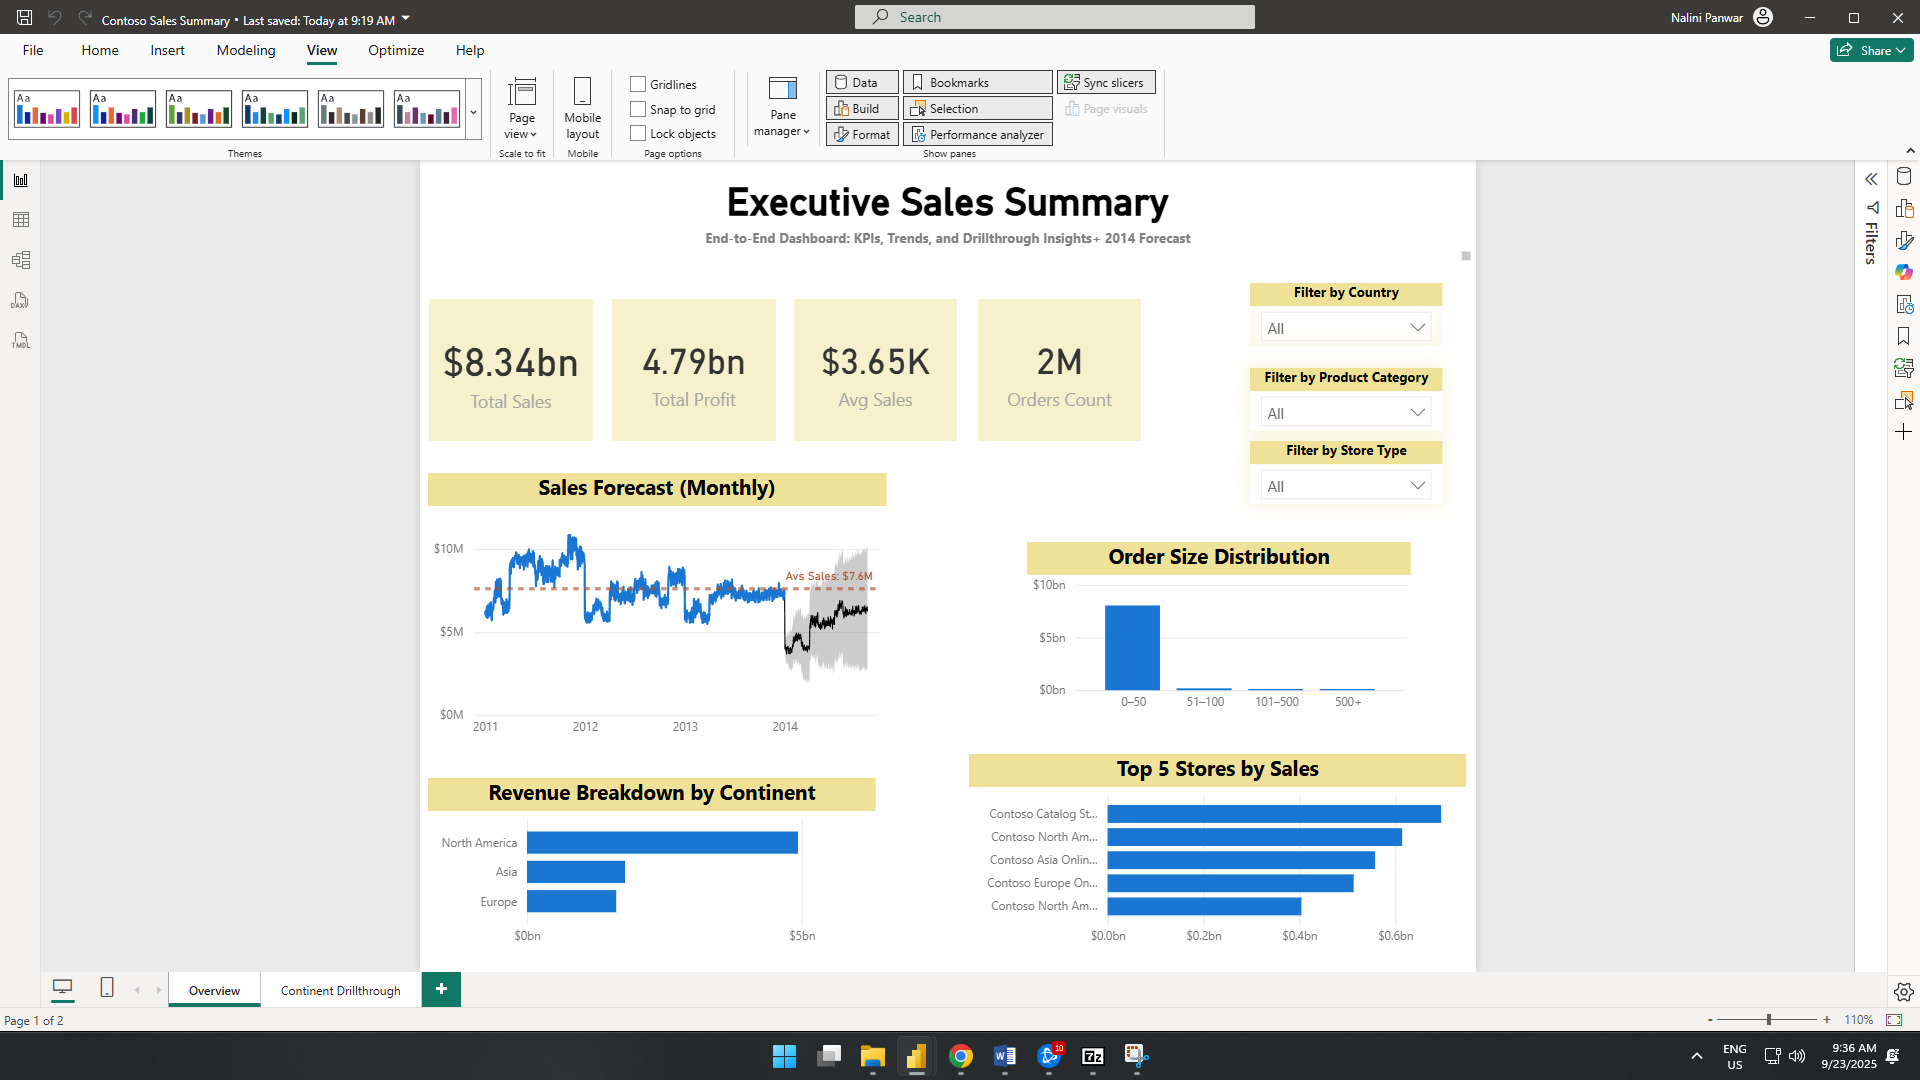 Contoso Sales Summary • Last saved: Today at 9:19 AM
Search
Nalini Panwar
File Home Insert Modeling View Optimize Help
Share
Aa Aa Aa Aa Aa Aa
Themes
Page view
Scale to fit
Mobile layout
Mobile
Gridlines
Snap to grid
Lock objects
Page options
Pane manager
Data Bookmarks Sync slicers
Build Selection Page visuals
Format Performance analyzer
Show panes
DAX
TMDL
Executive Sales Summary
End-to-End Dashboard: KPIs, Trends, and Drillthrough Insights+ 2014 Forecast
Filters
$8.34bn
Total Sales
4.79bn
Total Profit
$3.65K
Avg Sales
2M
Orders Count
Filter by Country
All
Filter by Product Category
All
Filter by Store Type
All
Sales Forecast (Monthly)
$10M
$5M
$0M
Avs Sales: $7.6M
2011 2012 2013 2014
Order Size Distribution
$10bn
$5bn
$0bn
0–50 51–100 101–500 500+
Revenue Breakdown by Continent
North America
Asia
Europe
$0bn $5bn
Top 5 Stores by Sales
Contoso Catalog St...
Contoso North Am...
Contoso Asia Onlin...
Contoso Europe On...
Contoso North Am...
$0.0bn $0.2bn $0.4bn $0.6bn
Overview Continent Drillthrough +
Page 1 of 2
- + 110%
10
7z
ENG
US
9:36 AM
9/23/2025